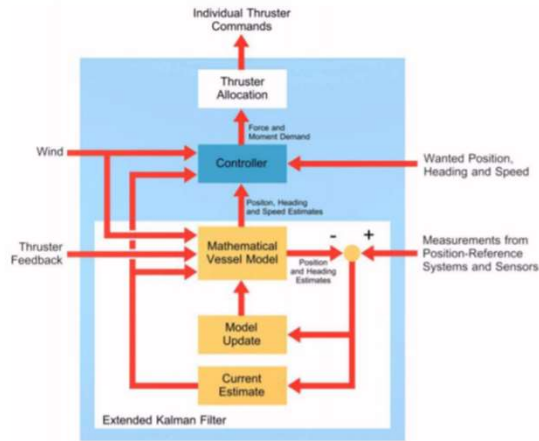 Individual Thruster
Commands
Thruster
Allocation
Force and
Moment Demand
Wind
Controller
Wanted Position,
Heading and Speed
Positon, Heading
and Speed Estimates
-
+
Thruster
Feedback
Mathematical
Vessel Model
Position
and Heading
Estimates
Measurements from
Position-Reference
Systems and Sensors
Model
Update
Current
Estimate
Extended Kalman Filter